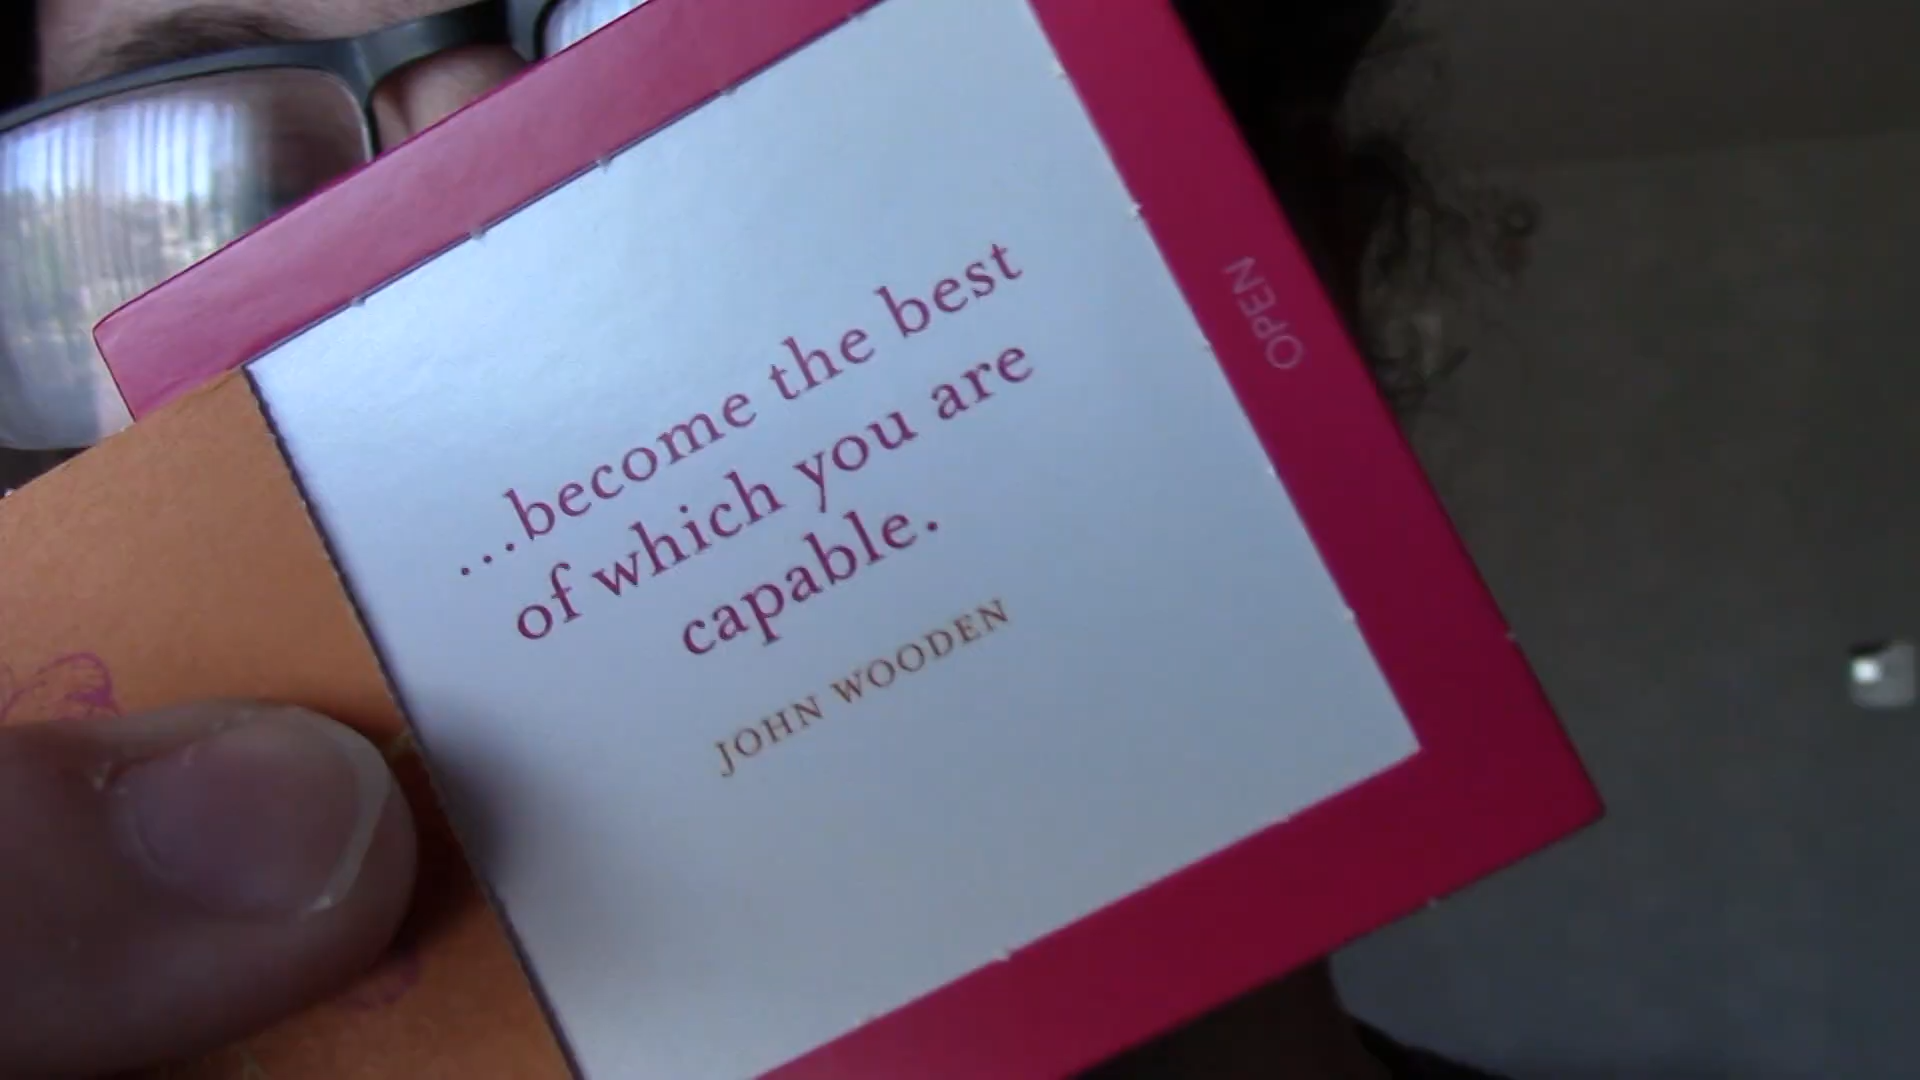 ...become the best
of which you are
capable.
JOHN WOODEN
OPEN